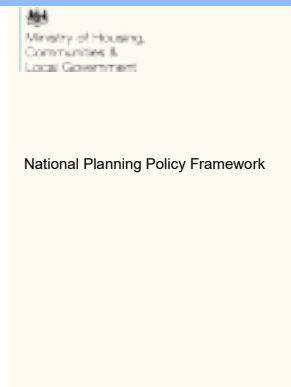 Ministry of Housing,
Communities &
Local Government
National Planning Policy Framework